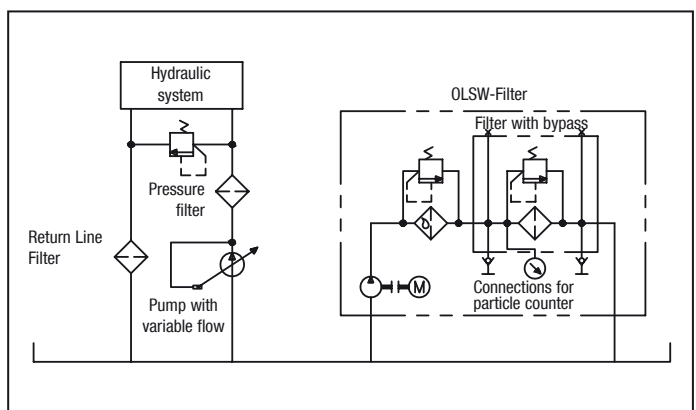 Hydraulic
system
OLSW-Filter
Filter with bypass
Pressure
filter
Return Line
Filter
Pump with
variable flow
M
Connections for
particle counter